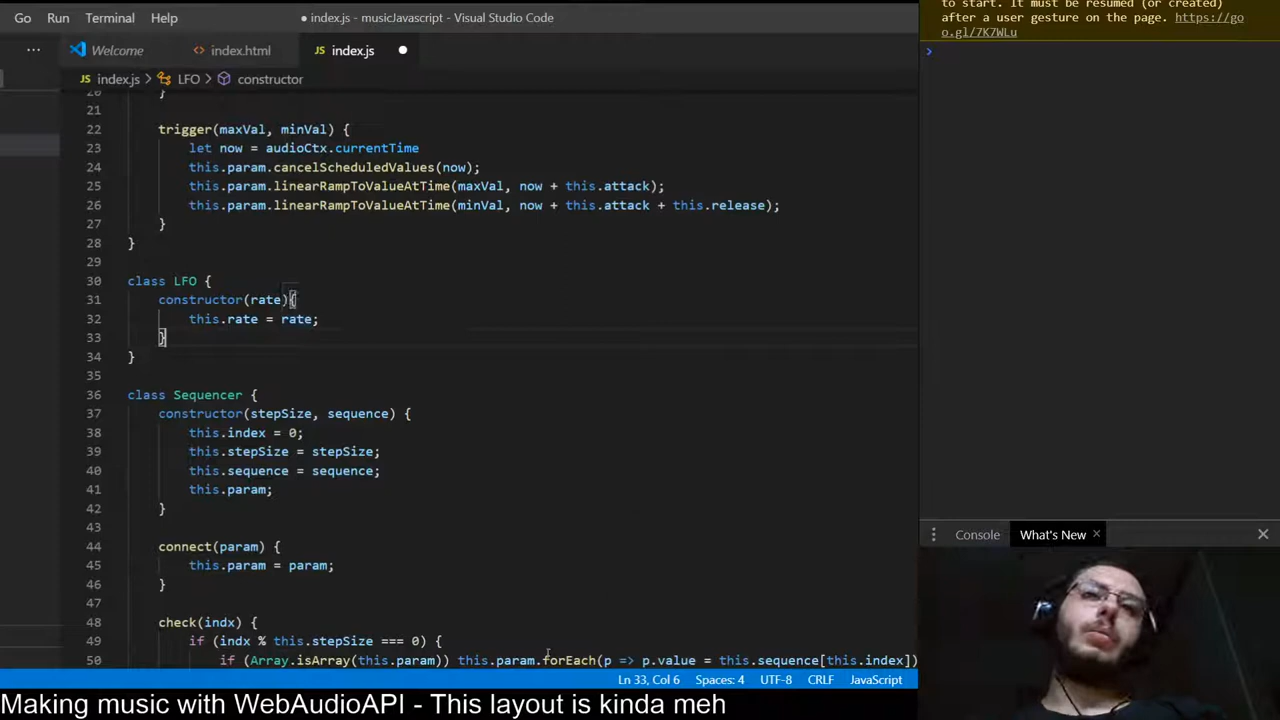 Go Run Terminal Help ● index.js - musicJavascript - Visual Studio Code
to start. It must be resumed (or created)
after a user gesture on the page. https://go
o.gl/7K7WLu
··· Welcome <> index.html JS index.js ●
JS index.js > LFO > constructor
>
20 }
21
22 trigger(maxVal, minVal) {
23 let now = audioCtx.currentTime
24 this.param.cancelScheduledValues(now);
25 this.param.linearRampToValueAtTime(maxVal, now + this.attack);
26 this.param.linearRampToValueAtTime(minVal, now + this.attack + this.release);
27 }
28 }
29
30 class LFO {
31 constructor(rate){
32 this.rate = rate;
33 }
34 }
35
36 class Sequencer {
37 constructor(stepSize, sequence) {
38 this.index = 0;
39 this.stepSize = stepSize;
40 this.sequence = sequence;
41 this.param;
42 }
43
44 connect(param) {
45 this.param = param;
46 }
47
48 check(indx) {
49 if (indx % this.stepSize === 0) {
50 if (Array.isArray(this.param)) this.param.forEach(p => p.value = this.sequence[this.index])
Console What's New ×
Ln 33, Col 6 Spaces: 4 UTF-8 CRLF JavaScript
Making music with WebAudioAPI - This layout is kinda meh